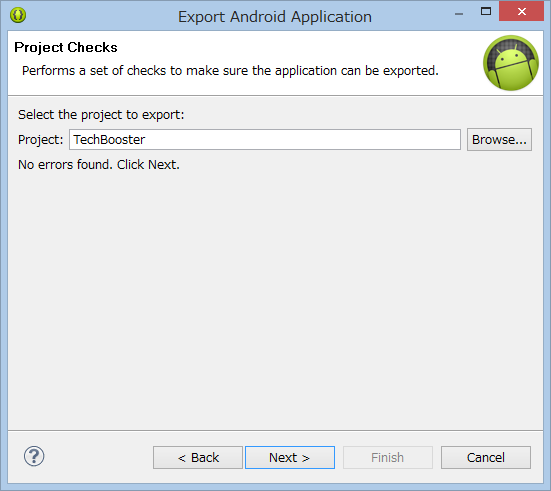 Export Android Application
Project Checks
Performs a set of checks to make sure the application can be exported.
Select the project to export:
Project: TechBooster Browse...
No errors found. Click Next.
? < Back Next > Finish Cancel